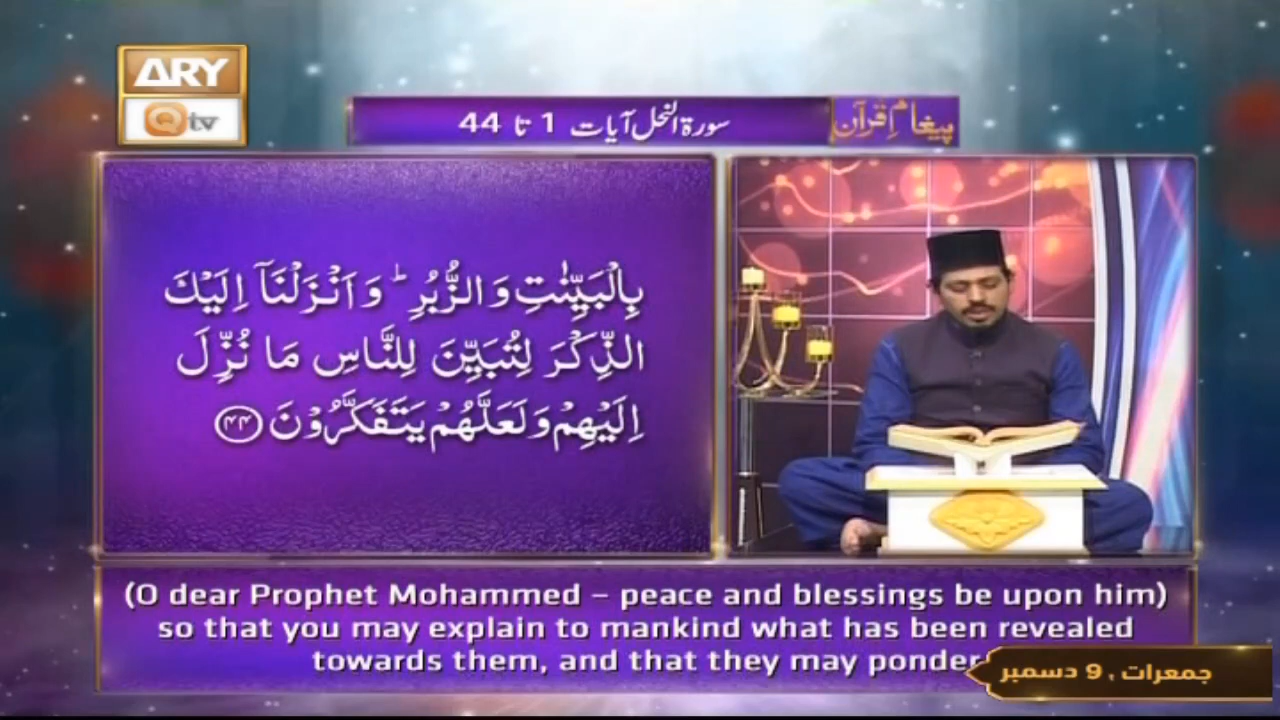 ARY
Qtv
سورۃ النحل آیات 1 تا 44
پیغامِ قرآن
بِالْبَيِّنٰتِ وَالزُّبُرِ ؕ وَاَنْزَلْنَاۤ اِلَيْكَ
الذِّكْرَ لِتُبَيِّنَ لِلنَّاسِ مَا نُزِّلَ
اِلَيْهِمْ وَلَعَلَّهُمْ يَتَفَكَّرُوْنَ ﴿۴۴﴾
(O dear Prophet Mohammed – peace and blessings be upon him)
so that you may explain to mankind what has been revealed
towards them, and that they may ponder
جمعرات , 9 دسمبر